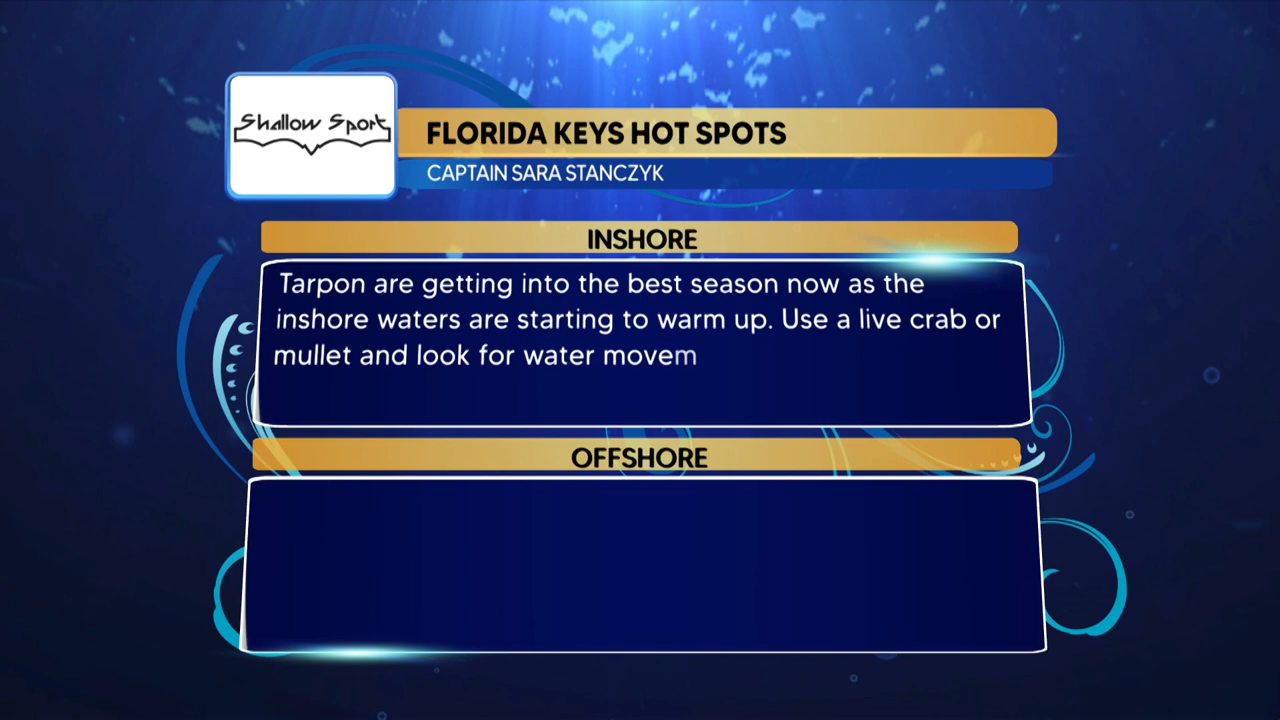 Shallow Sport
FLORIDA KEYS HOT SPOTS
CAPTAIN SARA STANCZYK
INSHORE
Tarpon are getting into the best season now as the
inshore waters are starting to warm up. Use a live crab or
mullet and look for water movem
OFFSHORE